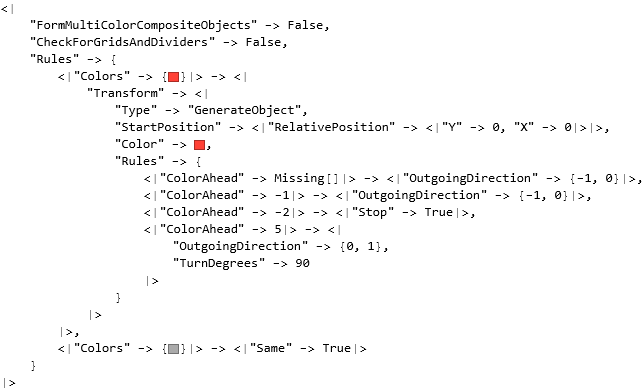 <|
"FormMultiColorCompositeObjects" -> False,
"CheckForGridsAndDividers" -> False,
"Rules" -> {
<|"Colors" -> {🟥}|> -> <|
"Transform" -> <|
"Type" -> "GenerateObject",
"StartPosition" -> <|"RelativePosition" -> <|"Y" -> 0, "X" -> 0|>|>,
"Color" -> 🟥,
"Rules" -> {
<|"ColorAhead" -> Missing[]|> -> <|"OutgoingDirection" -> {-1, 0}|>,
<|"ColorAhead" -> -1|> -> <|"OutgoingDirection" -> {-1, 0}|>,
<|"ColorAhead" -> -2|> -> <|"Stop" -> True|>,
<|"ColorAhead" -> 5|> -> <|
"OutgoingDirection" -> {0, 1},
"TurnDegrees" -> 90
|>
}
|>
|>,
<|"Colors" -> {⬜}|> -> <|"Same" -> True|>
}
|>